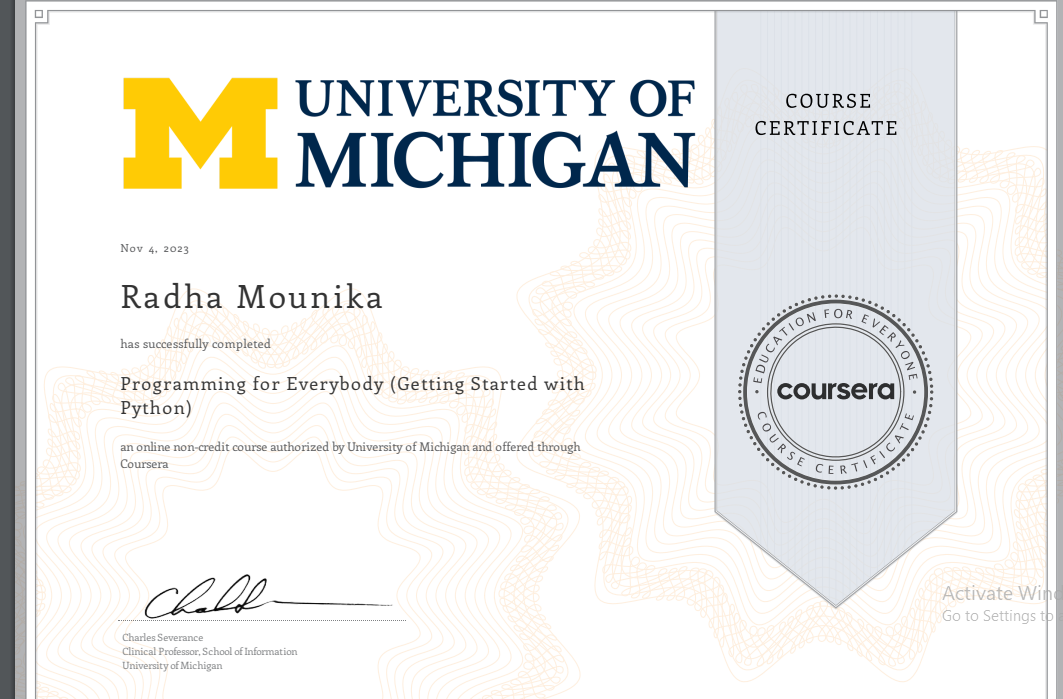 UNIVERSITY OF
MICHIGAN
COURSE
CERTIFICATE
Nov 4, 2023
Radha Mounika
has successfully completed
Programming for Everybody (Getting Started with
Python)
an online non-credit course authorized by University of Michigan and offered through
Coursera
EDUCATION FOR EVERYONE
coursera
COURSE CERTIFICATE
Charles Severance
Clinical Professor, School of Information
University of Michigan
Activate
Go to Settings to